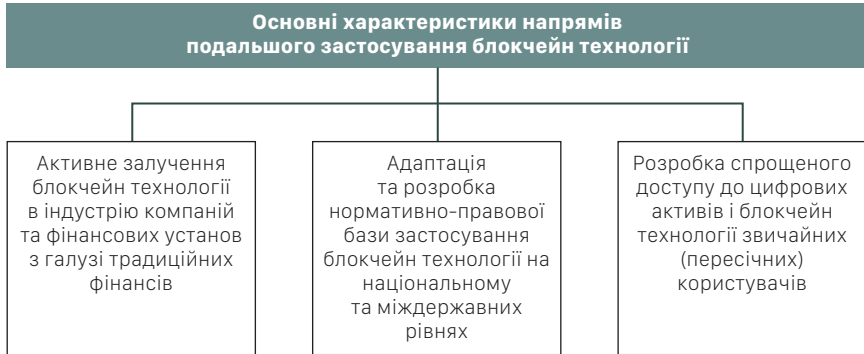 Основні характеристики напрямів
подальшого застосування блокчейн технології
Активне залучення
блокчейн технології
в індустрію компаній
та фінансових установ
з галузі традиційних
фінансів
Адаптація
та розробка
нормативно-правової
бази застосування
блокчейн технології на
національному
та міждержавних
рівнях
Розробка спрощеного
доступу до цифрових
активів і блокчейн
технології звичайних
(пересічних)
користувачів